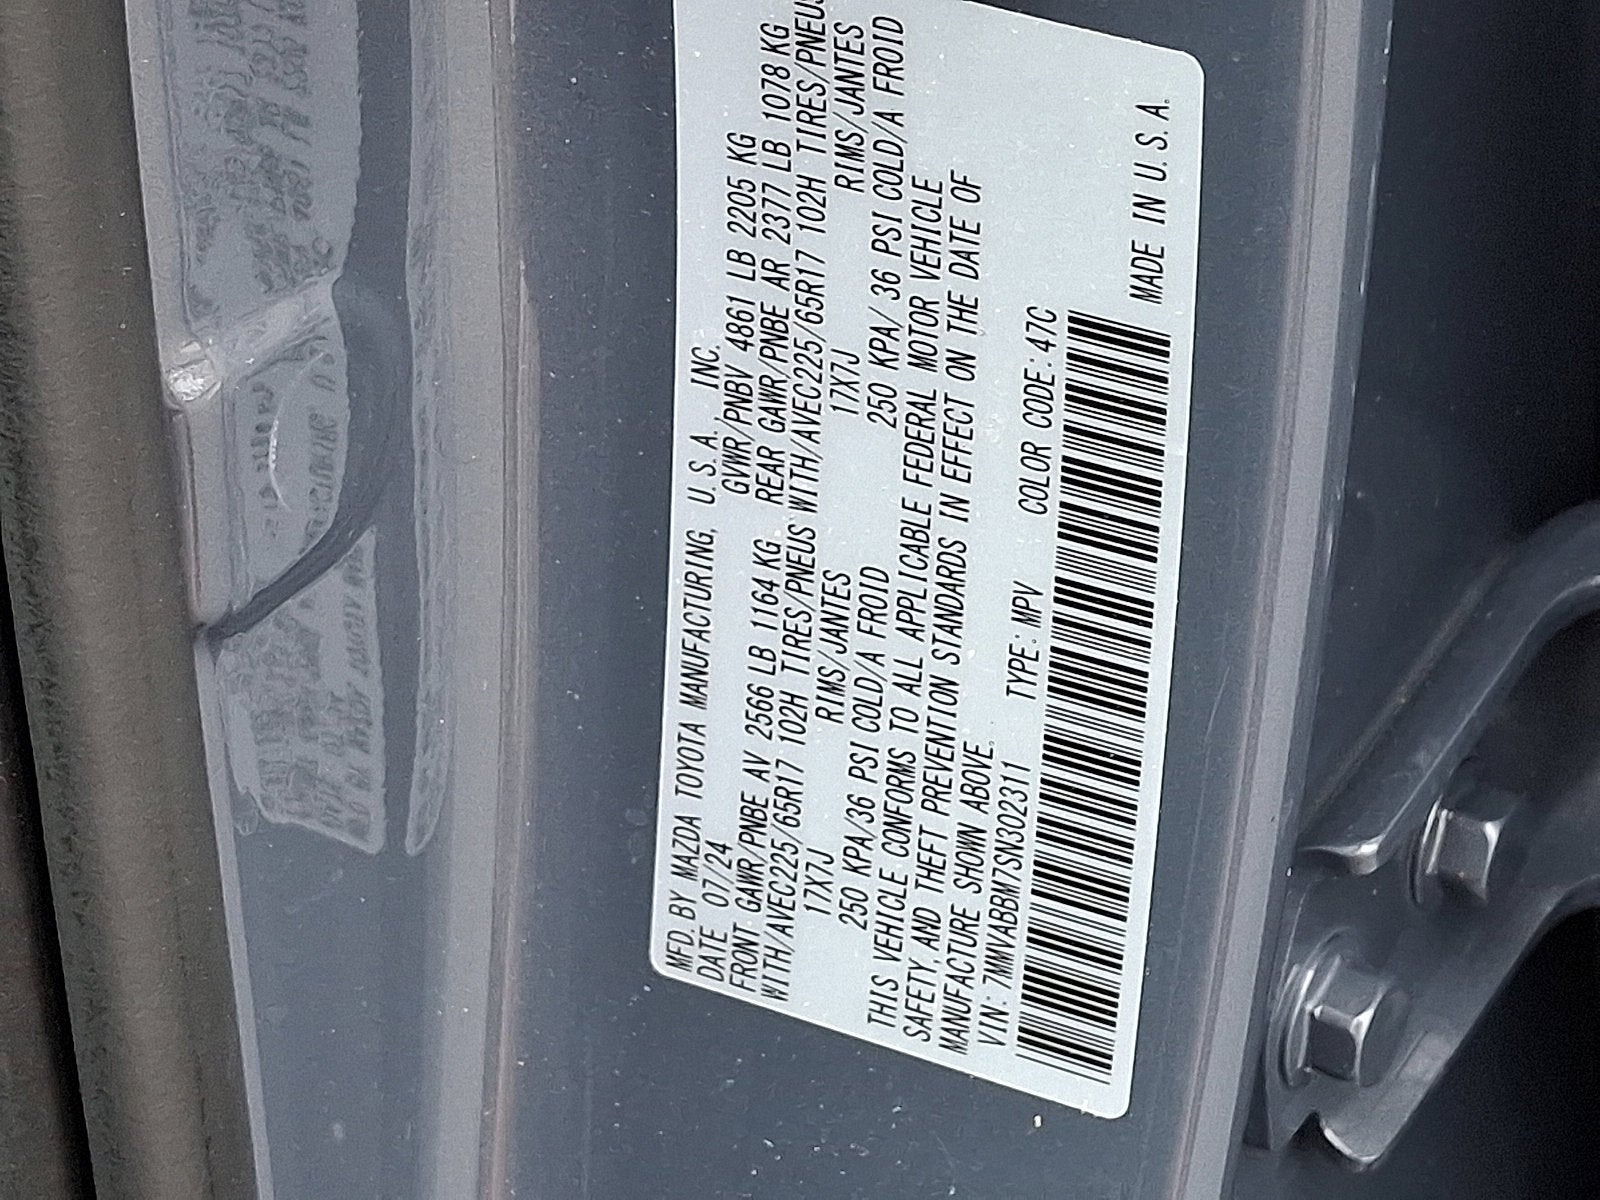 MFD. BY MAZDA TOYOTA MANUFACTURING, U.S.A., INC.
DATE 07/24 GVWR/PNBV 4861 LB 2205 KG
FRONT GAWR/PNBE AV 2566 LB 1164 KG REAR GAWR/PNBE AR 2377 LB 1078 KG
WITH/AVEC225/65R17 102H TIRES/PNEUS WITH/AVEC225/65R17 102H TIRES/PNEUS
17X7J RIMS/JANTES 17X7J RIMS/JANTES
250 KPA/36 PSI COLD/A FROID 250 KPA/ 36 PSI COLD/A FROID
THIS VEHICLE CONFORMS TO ALL APPLICABLE FEDERAL MOTOR VEHICLE
SAFETY, AND THEFT PREVENTION STANDARDS IN EFFECT ON THE DATE OF
MANUFACTURE SHOWN ABOVE.
VIN: 7MMVABBM7SN302311 TYPE: MPV COLOR CODE: 47C
MADE IN U.S.A.